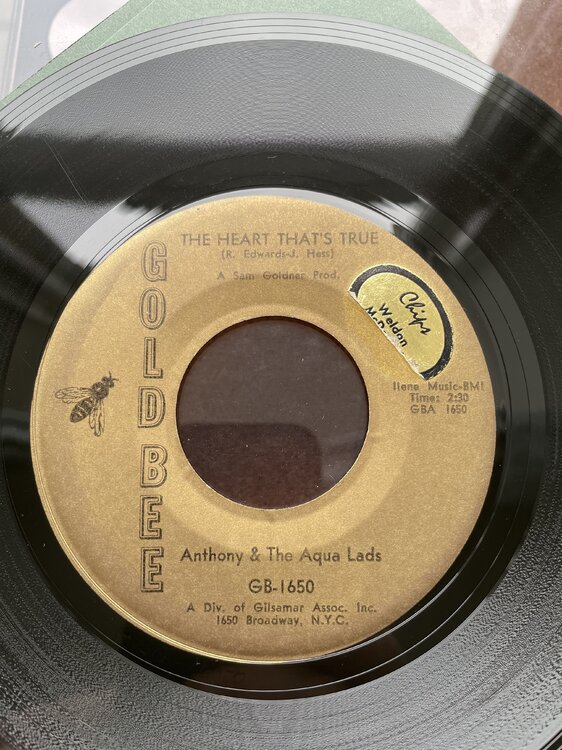 GOLD BEE
THE HEART THAT'S TRUE
(R. Edwards-J. Hess)
A Sam Goldner Prod.
Chips
Weldon
Ilene Music-BMI
Time: 2:30
GBA 1650
Anthony & The Aqua Lads
GB-1650
A Div. of Gilsamar Assoc. Inc.
1650 Broadway, N.Y.C.